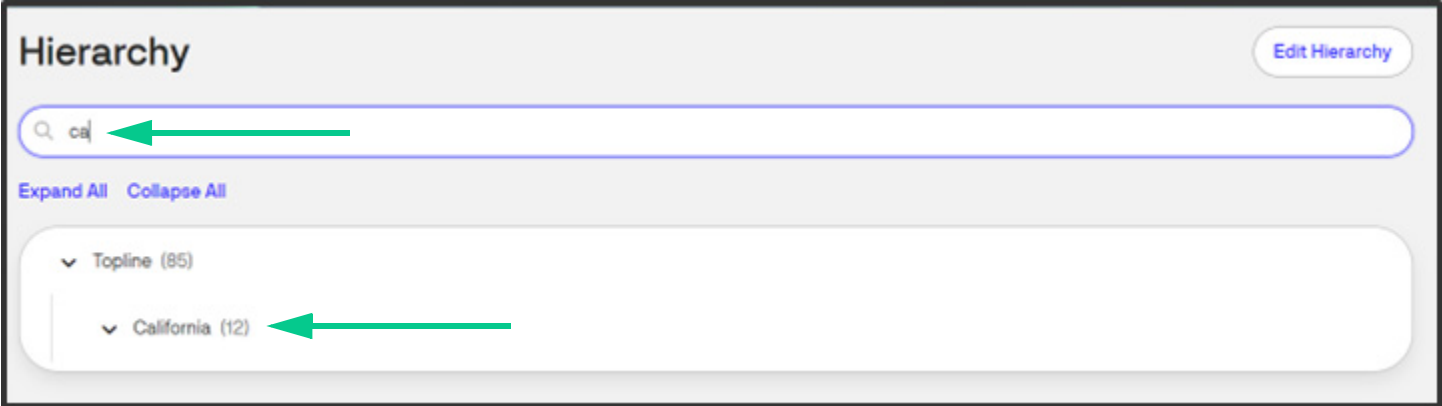 Hierarchy
Edit Hierarchy
ca
Expand All Collapse All
Topline (85)
California (12)